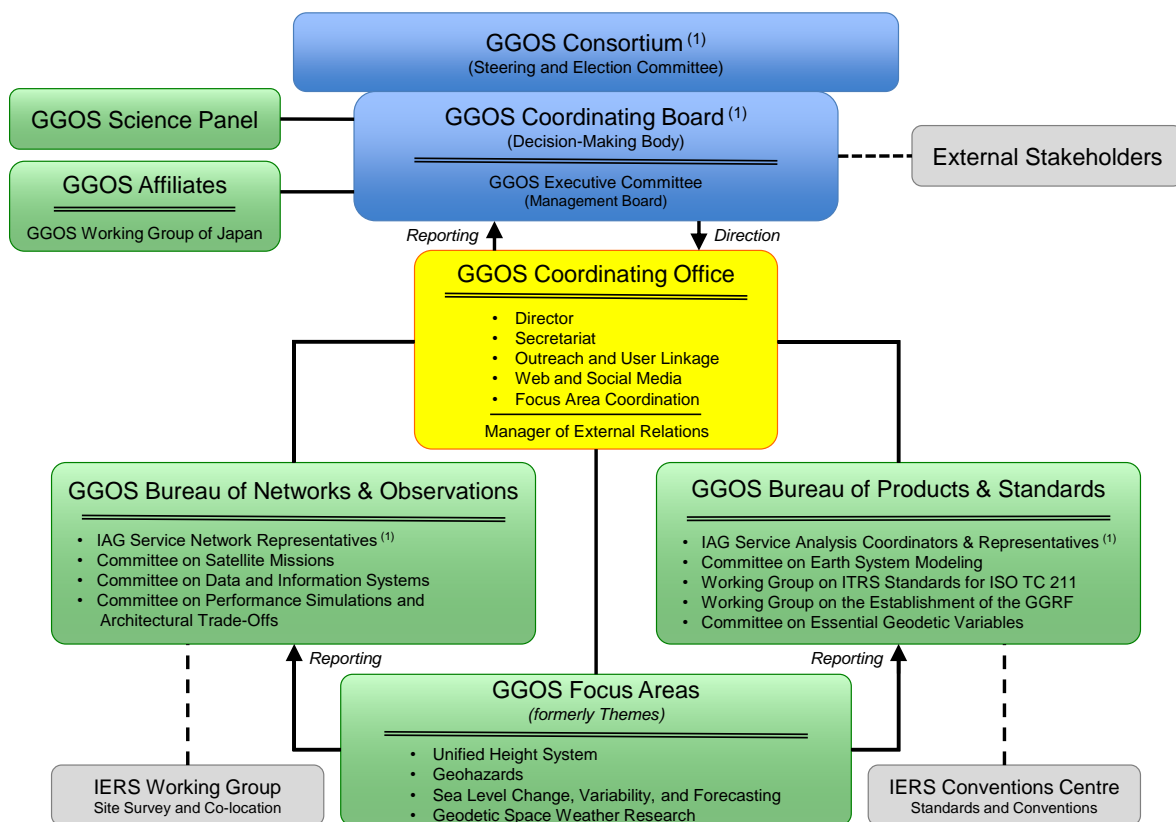 GGOS Consortium (1)
(Steering and Election Committee)
GGOS Science Panel
GGOS Coordinating Board (1)
(Decision-Making Body)
GGOS Executive Committee
(Management Board)
External Stakeholders
GGOS Affiliates
GGOS Working Group of Japan
Reporting
Direction
GGOS Coordinating Office
• Director
• Secretariat
• Outreach and User Linkage
• Web and Social Media
• Focus Area Coordination
Manager of External Relations
GGOS Bureau of Networks & Observations
• IAG Service Network Representatives (1)
• Committee on Satellite Missions
• Committee on Data and Information Systems
• Committee on Performance Simulations and
Architectural Trade-Offs
GGOS Bureau of Products & Standards
• IAG Service Analysis Coordinators & Representatives (1)
• Committee on Earth System Modeling
• Working Group on ITRS Standards for ISO TC 211
• Working Group on the Establishment of the GGRF
• Committee on Essential Geodetic Variables
Reporting
Reporting
GGOS Focus Areas
(formerly Themes)
• Unified Height System
• Geohazards
• Sea Level Change, Variability, and Forecasting
• Geodetic Space Weather Research
IERS Working Group
Site Survey and Co-location
IERS Conventions Centre
Standards and Conventions